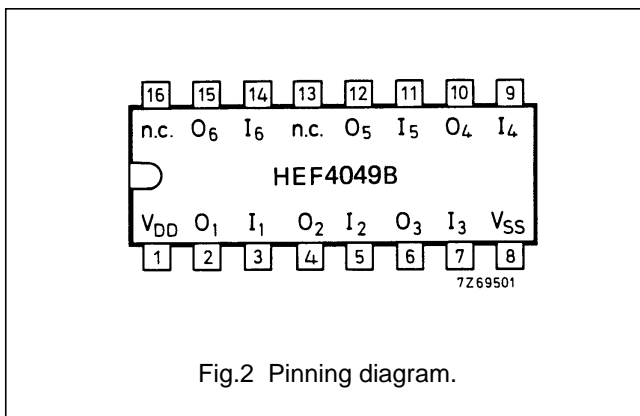 16 15 14 13 12 11 10 9
n.c. O6 I6 n.c. O5 I5 O4 I4
HEF4049B
VDD O1 I1 O2 I2 O3 I3 VSS
1 2 3 4 5 6 7 8
7Z69501
Fig.2 Pinning diagram.